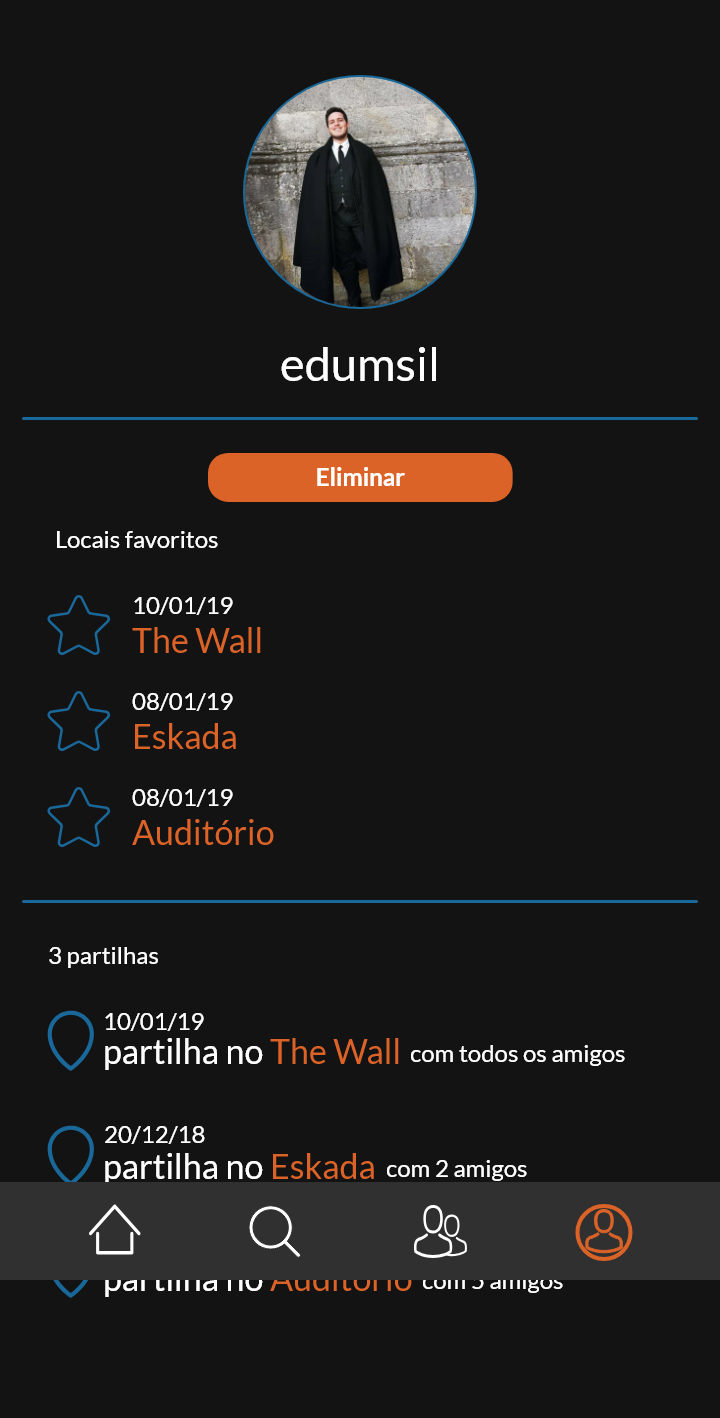 edumsil
Eliminar
Locais favoritos
10/01/19
The Wall
08/01/19
Eskada
08/01/19
Auditório
3 partilhas
10/01/19
partilha no The Wall com todos os amigos
20/12/18
partilha no Eskada com 2 amigos
partilha no Auditório com 5 amigos